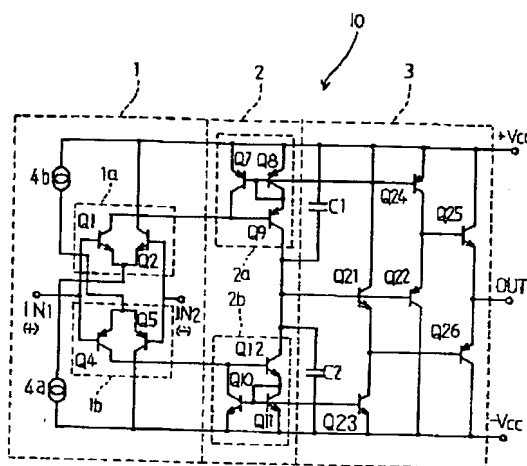 10
1
2
3
+Vcc
4b
1a
Q7
Q8
Q24
Q1
C1
Q25
Q2
Q9
2a
Q21
Q22
OUT
IN1
(+)
Q5
IN2
(-)
2b
Q4
Q12
C2
Q26
Q10
4a
1b
Q11
Q23
-Vcc